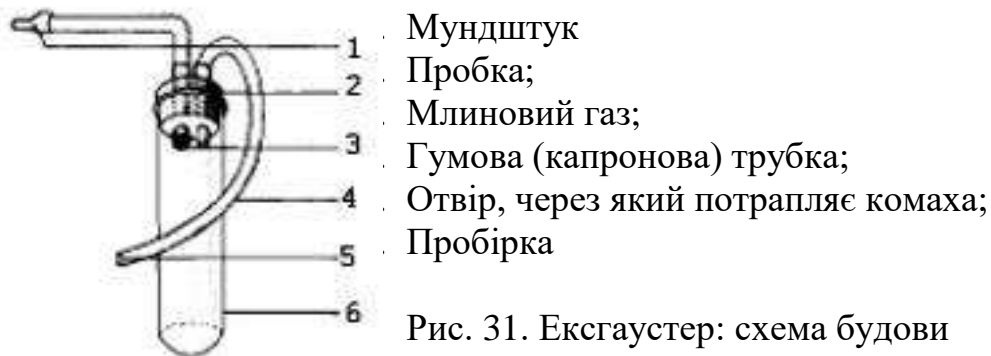 1. Мундштук
2. Пробка;
3. Млиновий газ;
4. Гумова (капронова) трубка;
5. Отвір, через який потрапляє комаха;
6. Пробірка
Рис. 31. Ексгаустер: схема будови